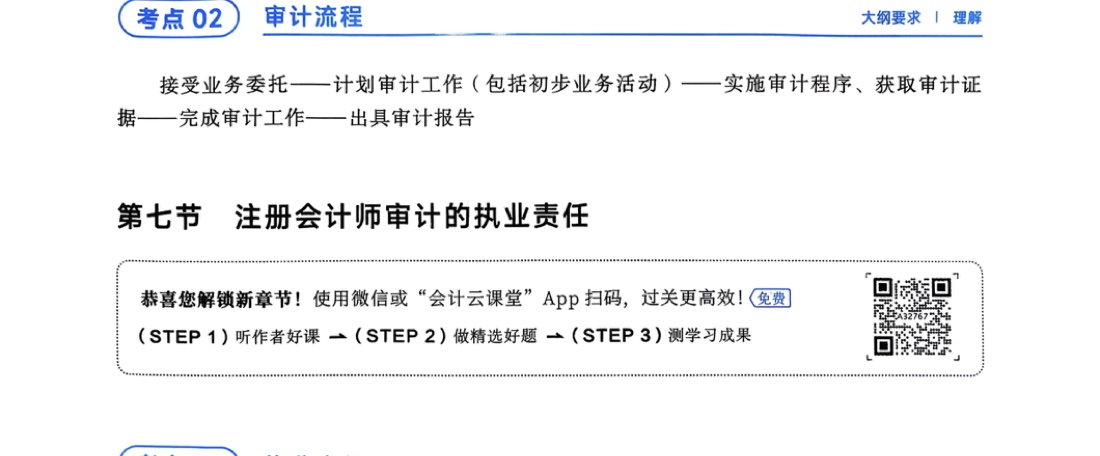 考点 02 审计流程 大纲要求 | 理解
接受业务委托——计划审计工作（包括初步业务活动）——实施审计程序、获取审计证
据——完成审计工作——出具审计报告
第七节 注册会计师审计的执业责任
恭喜您解锁新章节！使用微信或“会计云课堂”App 扫码，过关更高效！免费
（STEP 1）听作者好课 ⇀（STEP 2）做精选好题 ⇀（STEP 3）测学习成果
A32767